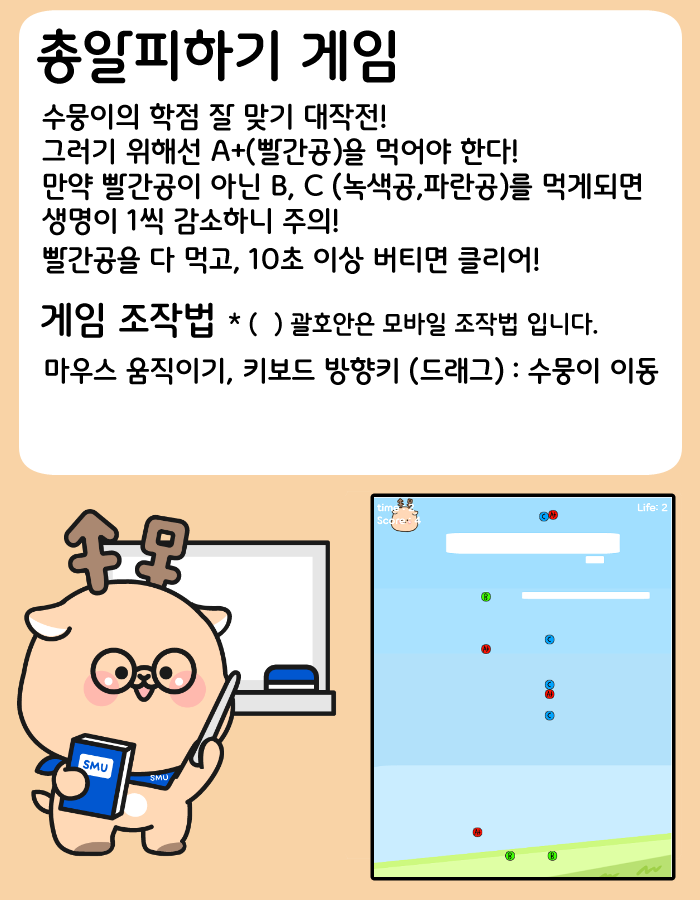 총알피하기 게임
수뭉이의 학점 잘 맞기 대작전!
그러기 위해선 A+(빨간공)을 먹어야 한다!
만약 빨간공이 아닌 B, C (녹색공,파란공)를 먹게되면
생명이 1씩 감소하니 주의!
빨간공을 다 먹고, 10초 이상 버티면 클리어!
게임 조작법 * ( ) 괄호안은 모바일 조작법 입니다.
마우스 움직이기, 키보드 방향키 (드래그) : 수뭉이 이동
Life: 2
C A+
B
C
A+
C
A+
C
A+
B B
SMU
SMU